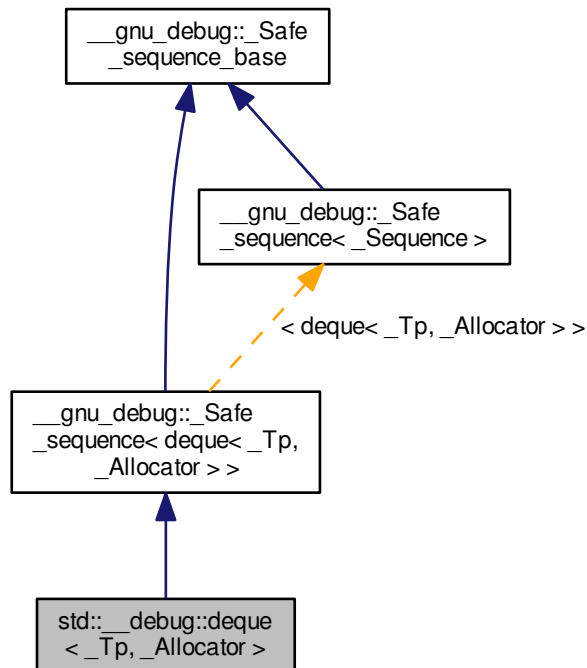 __gnu_debug::_Safe
_sequence_base
__gnu_debug::_Safe
_sequence< _Sequence >
< deque< _Tp, _Allocator > >
__gnu_debug::_Safe
_sequence< deque< _Tp,
_Allocator > >
std::__debug::deque
< _Tp, _Allocator >